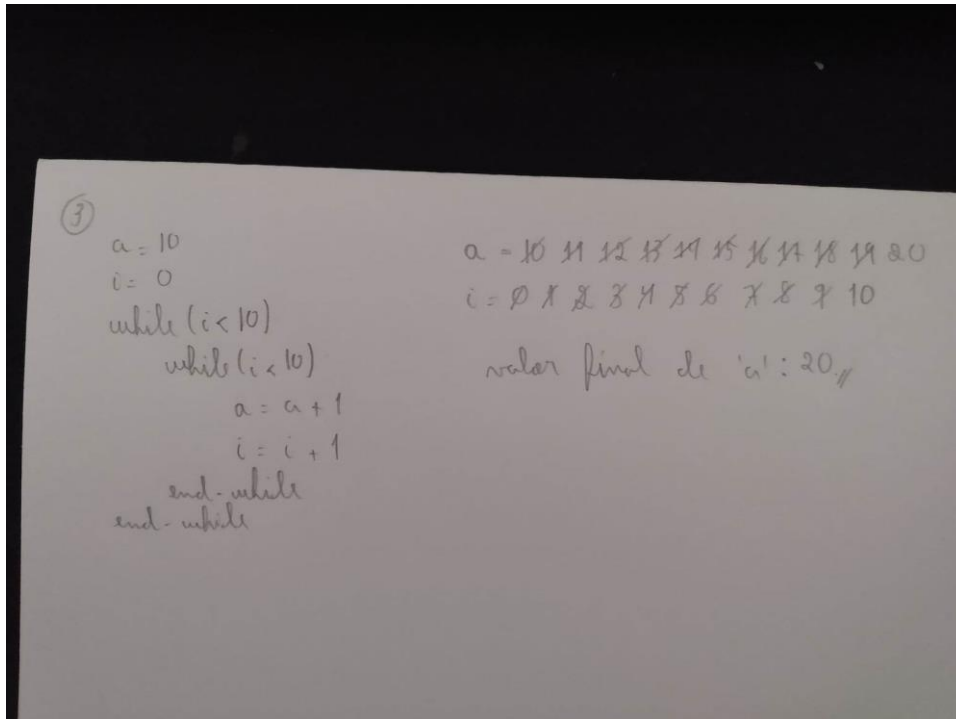 3
a = 10
i = 0
while (i < 10)
while (i < 10)
a = a + 1
i = i + 1
end-while
end-while
a = 10 11 12 13 14 15 16 17 18 19 20
i = 0 1 2 3 4 5 6 7 8 9 10
valor final de 'a' : 20,,